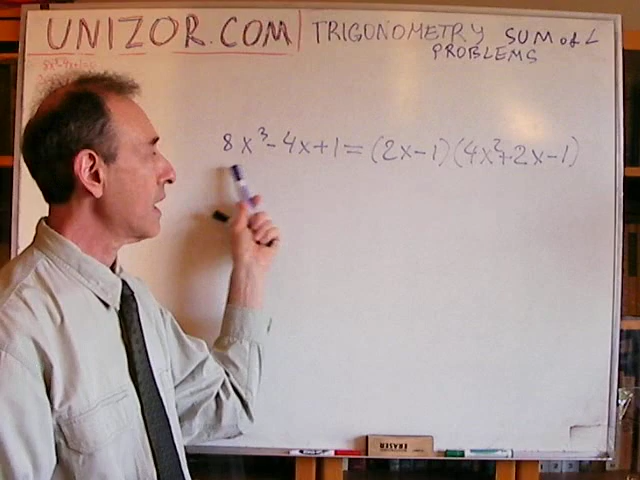 UNIZOR.COM | TRIGONOMETRY SUM of ∠
PROBLEMS
8x³-4x+1=(2x-1)(4x²+2x-1)
ERASER